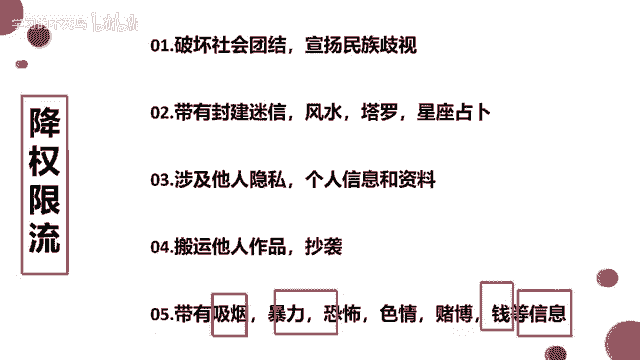 01.破坏社会团结，宣扬民族歧视
02.带有封建迷信，风水，塔罗，星座占卜
降权限流
03.涉及他人隐私，个人信息和资料
04.搬运他人作品，抄袭
05.带有吸烟，暴力，恐怖，色情，赌博，钱等信息